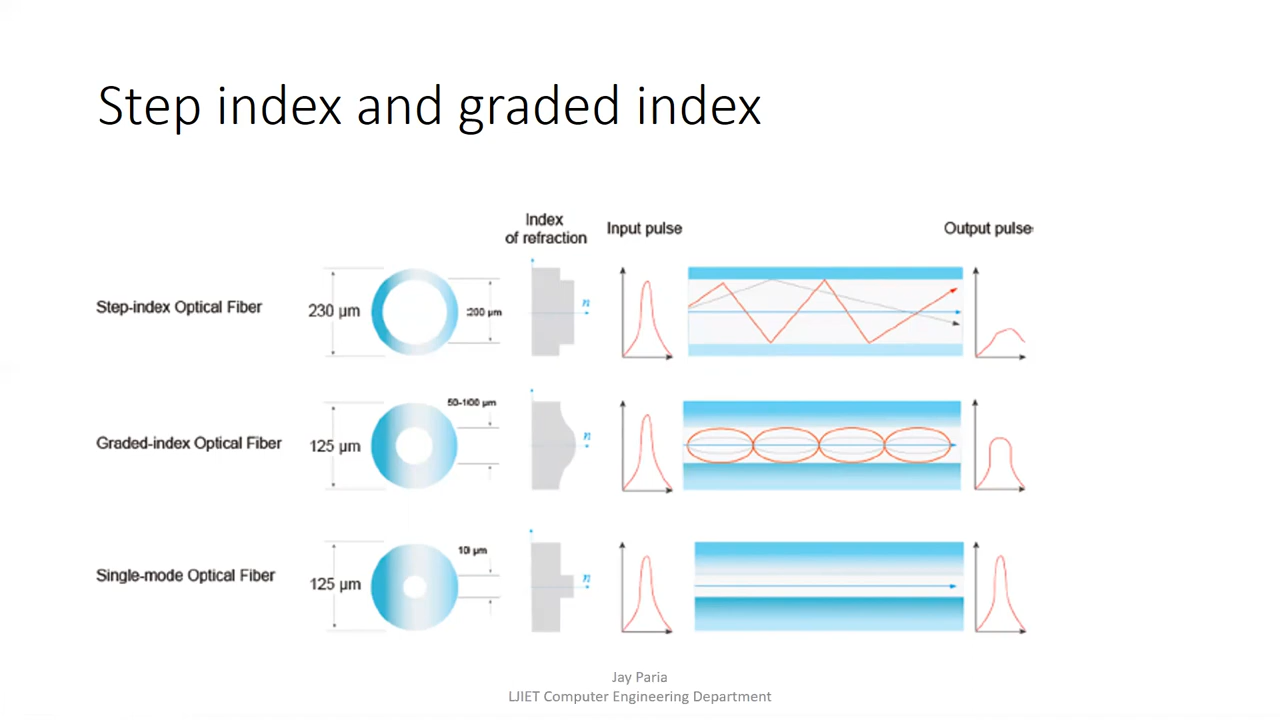 Step index and graded index
Index
of refraction
Input pulse
Output pulse
Step-index Optical Fiber
230 μm
200 μm
n
Graded-index Optical Fiber
125 μm
50-100 μm
n
Single-mode Optical Fiber
125 μm
10 μm
n
Jay Paria
LJIET Computer Engineering Department